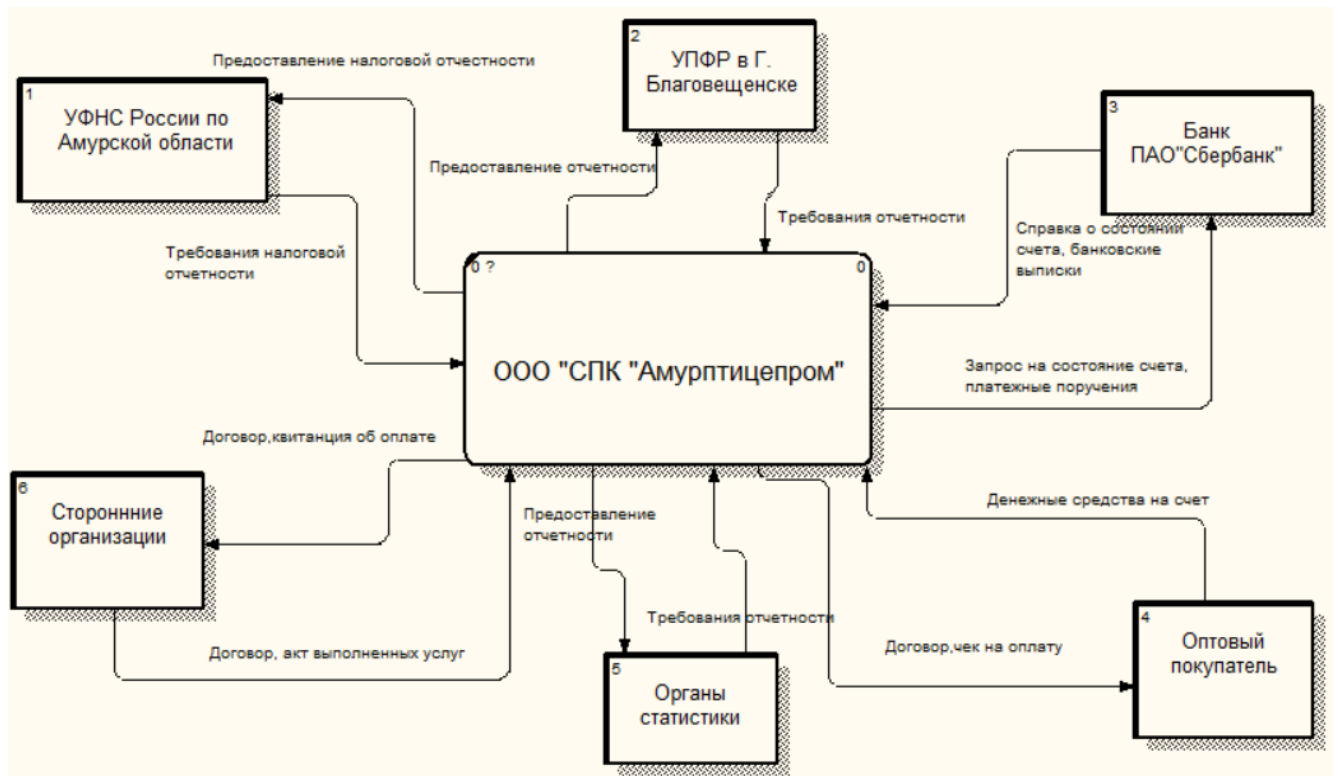 2
УПФР в Г.
Благовещенске
Предоставление налоговой отчестности
1
УФНС России по
Амурской области
3
Банк
ПАО"Сбербанк"
Предоставление отчетности
Требования отчетности
Справка о состоянии
счета, банковские
выписки
Требования налоговой
отчетности
0 ?
0
ООО "СПК "Амурптицепром"
Запрос на состояние счета,
платежные поручения
Договор,квитанция об оплате
6
Стороннние
организации
Предоставление
отчетности
Денежные средства на счет
Требования отчетности
4
Оптовый
покупатель
Договор, акт выполненных услуг
Договор,чек на оплату
5
Органы
статистики